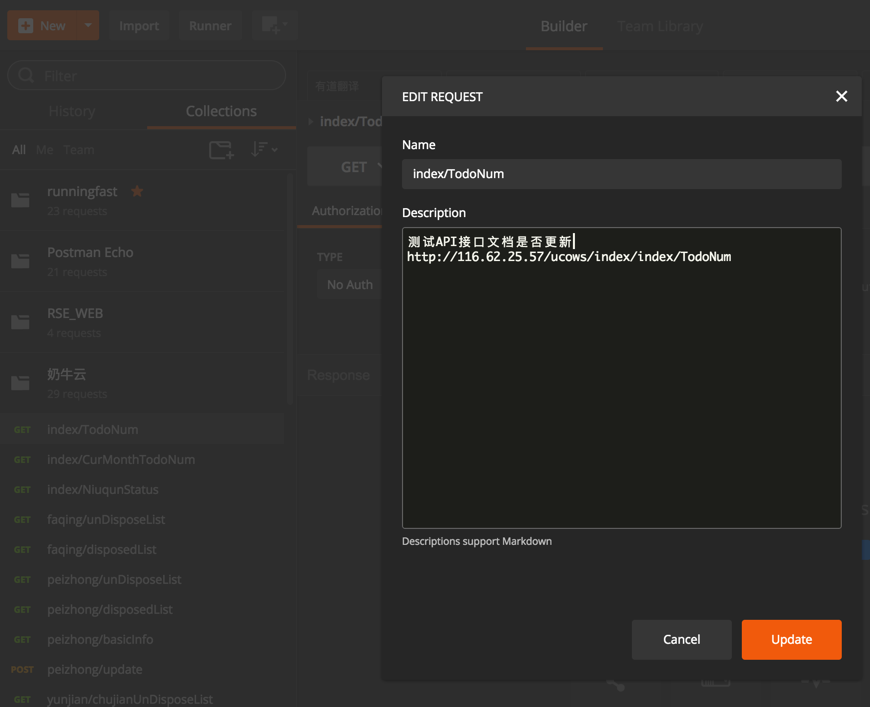 New
Import
Runner
Builder
Team Library
Filter
History
Collections
All Me Team
runningfast
23 requests
Postman Echo
21 requests
RSE_WEB
4 requests
奶牛云
29 requests
GET index/TodoNum
GET index/CurMonthTodoNum
GET index/NiuqunStatus
GET faqing/unDisposeList
GET faqing/disposedList
GET peizhong/unDisposeList
GET peizhong/disposedList
GET peizhong/basicInfo
POST peizhong/update
GET yunjian/chujianUnDisposeList
有道翻译
index/Tod
GET
Authorization
TYPE
No Auth
Response
EDIT REQUEST
Name
index/TodoNum
Description
测试API接口文档是否更新
http://116.62.25.57/ucows/index/index/TodoNum
Descriptions support Markdown
Cancel
Update